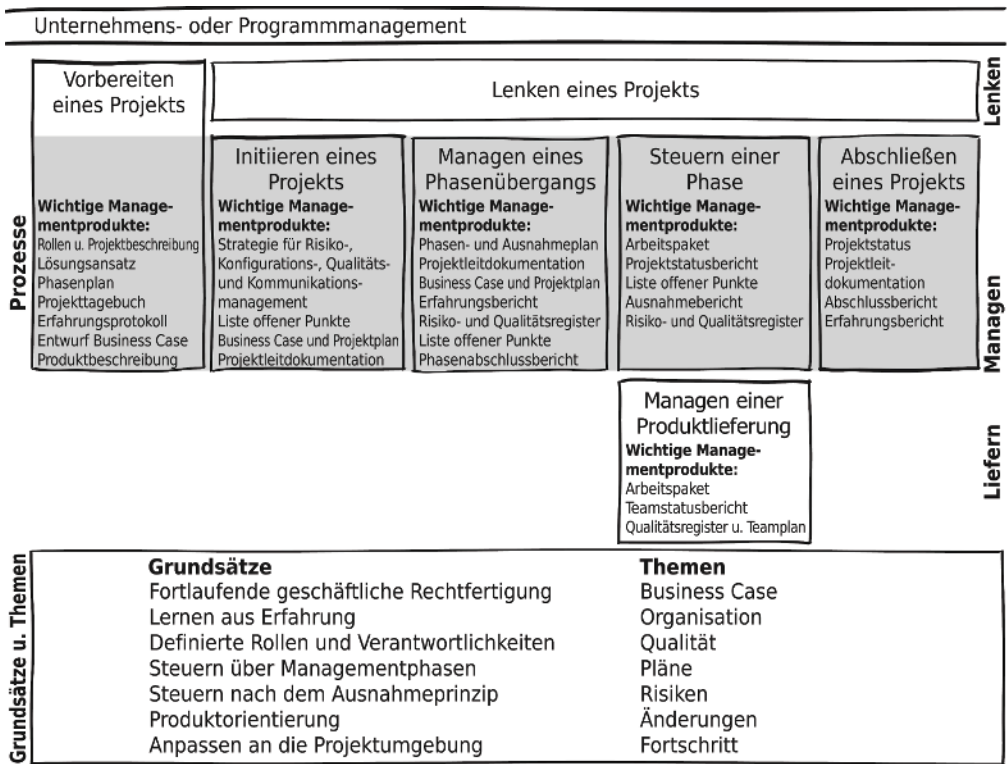 Unternehmens- oder Programmmanagement
Prozesse
Vorbereiten
eines Projekts
Wichtige Manage-
mentprodukte:
Rollen u. Projektbeschreibung
Lösungsansatz
Phasenplan
Projekttagebuch
Erfahrungsprotokoll
Entwurf Business Case
Produktbeschreibung
Lenken eines Projekts
Lenken
Initiieren eines
Projekts
Wichtige Manage-
mentprodukte:
Strategie für Risiko-,
Konfigurations-, Qualitäts-
und Kommunikations-
management
Liste offener Punkte
Business Case und Projektplan
Projektleitdokumentation
Managen eines
Phasenübergangs
Wichtige Manage-
mentprodukte:
Phasen- und Ausnahmeplan
Projektleitdokumentation
Business Case und Projektplan
Erfahrungsbericht
Risiko- und Qualitätsregister
Liste offener Punkte
Phasenabschlussbericht
Steuern einer
Phase
Wichtige Manage-
mentprodukte:
Arbeitspaket
Projektstatusbericht
Liste offener Punkte
Ausnahmebericht
Risiko- und Qualitätsregister
Abschließen
eines Projekts
Wichtige Manage-
mentprodukte:
Projektstatus
Projektleit-
dokumentation
Abschlussbericht
Erfahrungsbericht
Managen
Managen einer
Produktlieferung
Wichtige Manage-
mentprodukte:
Arbeitspaket
Teamstatusbericht
Qualitätsregister u. Teamplan
Liefern
Grundsätze u. Themen
Grundsätze
Fortlaufende geschäftliche Rechtfertigung
Lernen aus Erfahrung
Definierte Rollen und Verantwortlichkeiten
Steuern über Managementphasen
Steuern nach dem Ausnahmeprinzip
Produktorientierung
Anpassen an die Projektumgebung
Themen
Business Case
Organisation
Qualität
Pläne
Risiken
Änderungen
Fortschritt